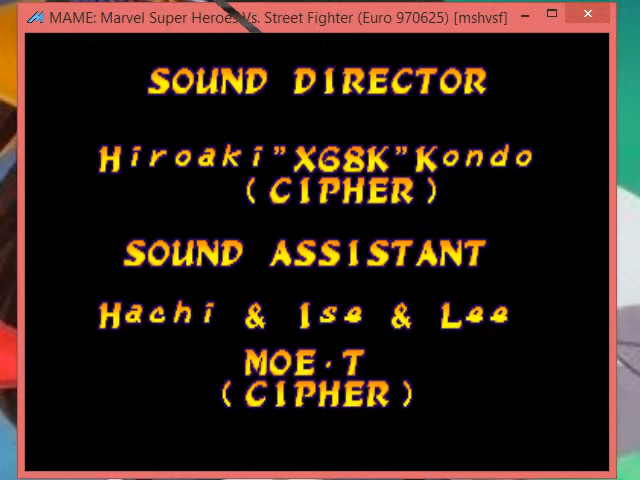 MAME: Marvel Super Heroes Vs. Street Fighter (Euro 970625) [mshvsf]
SOUND DIRECTOR
Hiroaki"X68K"Kondo
(CIPHER)
SOUND ASSISTANT
Hachi & Ise & Lee
MOE·T
(CIPHER)